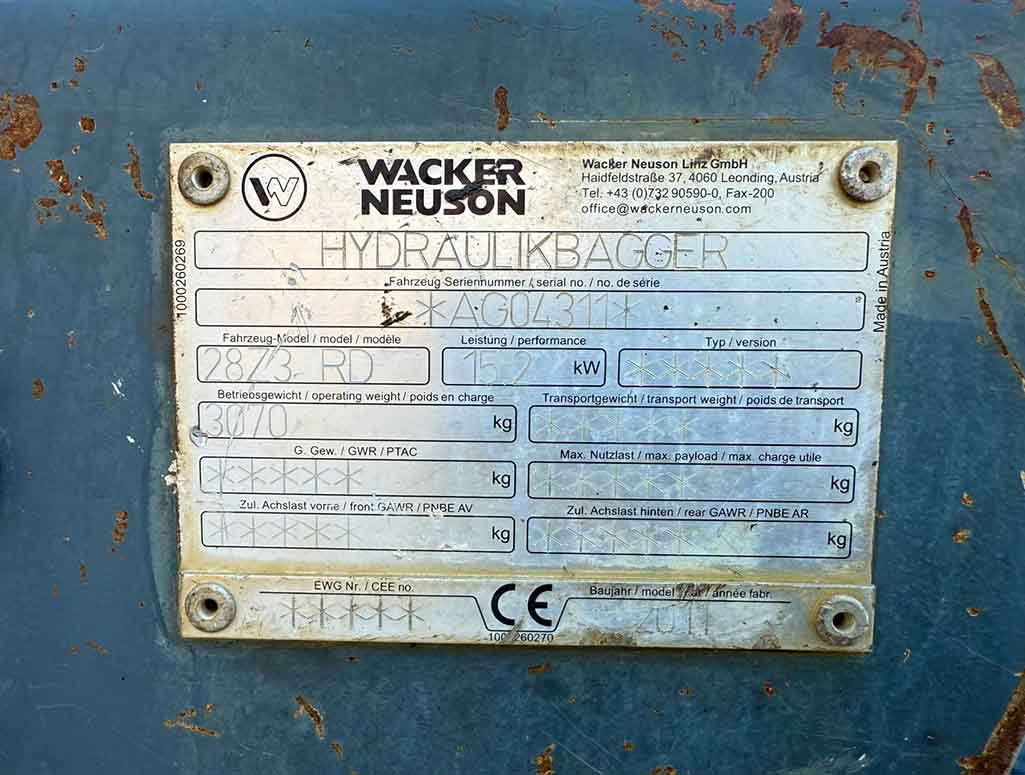 WACKER
NEUSON
Wacker Neuson Linz GmbH
Haidfeldstraße 37, 4060 Leonding, Austria
Tel. +43 (0)732 90590-0, Fax-200
office@wackerneuson.com
1000260269
Made in Austria
HYDRAULIKBAGGER
Fahrzeug-Seriennummer / serial no. / no. de série
*AG04311*
Fahrzeug-Model / model / modèle
Leistung / performance
Typ / version
28Z3 RD
15,2 kW
*****
Betriebsgewicht / operating weight / poids en charge
Transportgewicht / transport weight / poids de transport
3070 kg
***** kg
G. Gew. / GWR / PTAC
Max. Nutzlast / max. payload / max. charge utile
***** kg
***** kg
Zul. Achslast vorne / front GAWR / PNBE AV
Zul. Achslast hinten / rear GAWR / PNBE AR
***** kg
***** kg
EWG Nr. / CEE no.
CE
Baujahr / model year / année fabr.
*****
2011
1000260270